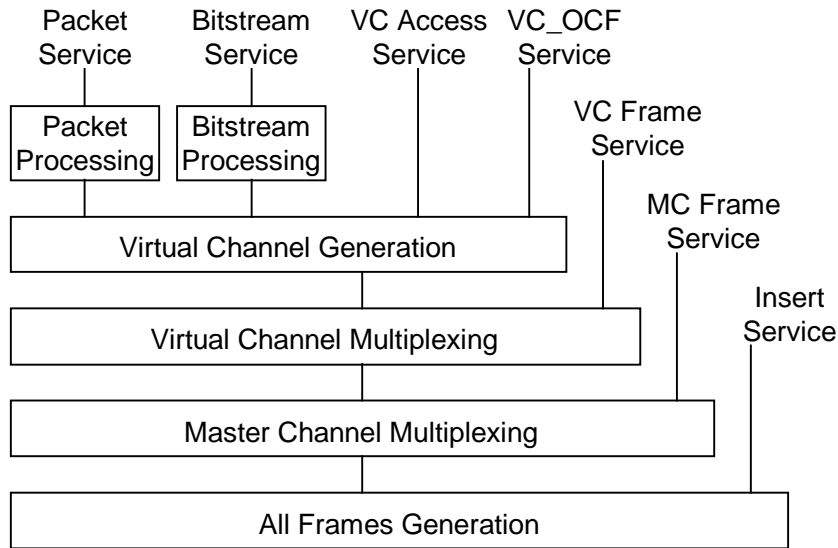 Packet
Service
Bitstream
Service
VC Access
Service
VC_OCF
Service
VC Frame
Service
MC Frame
Service
Insert
Service
Packet
Processing
Bitstream
Processing
Virtual Channel Generation
Virtual Channel Multiplexing
Master Channel Multiplexing
All Frames Generation